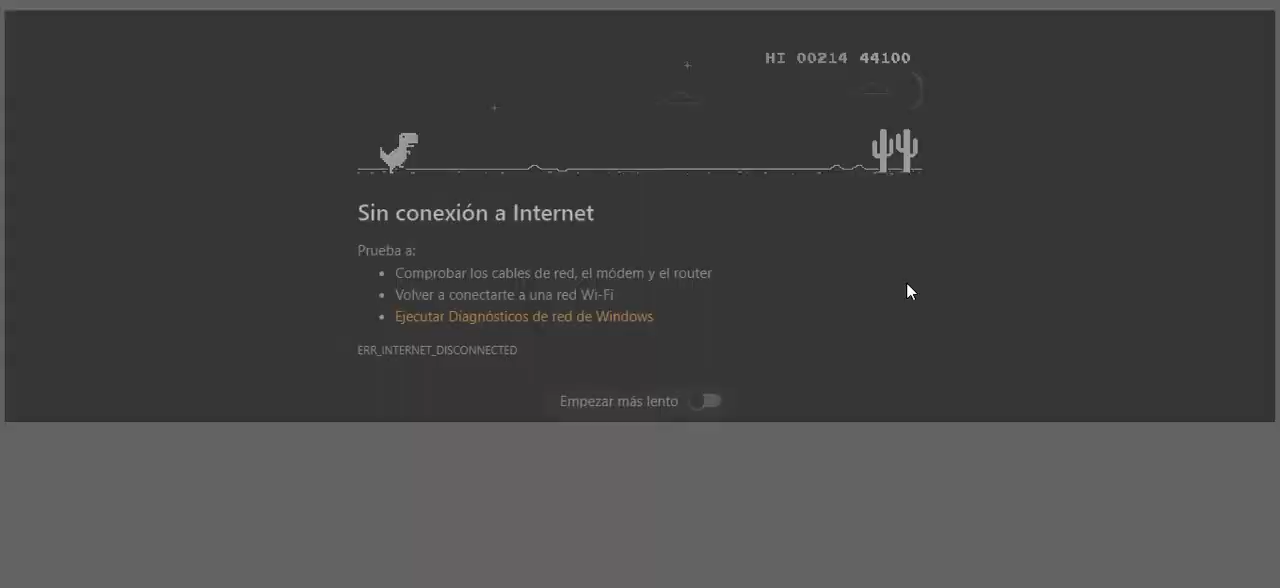 HI 00214 44100
Sin conexión a Internet
Prueba a:
• Comprobar los cables de red, el módem y el router
• Volver a conectarte a una red Wi-Fi
• Ejecutar Diagnósticos de red de Windows
ERR_INTERNET_DISCONNECTED
Empezar más lento